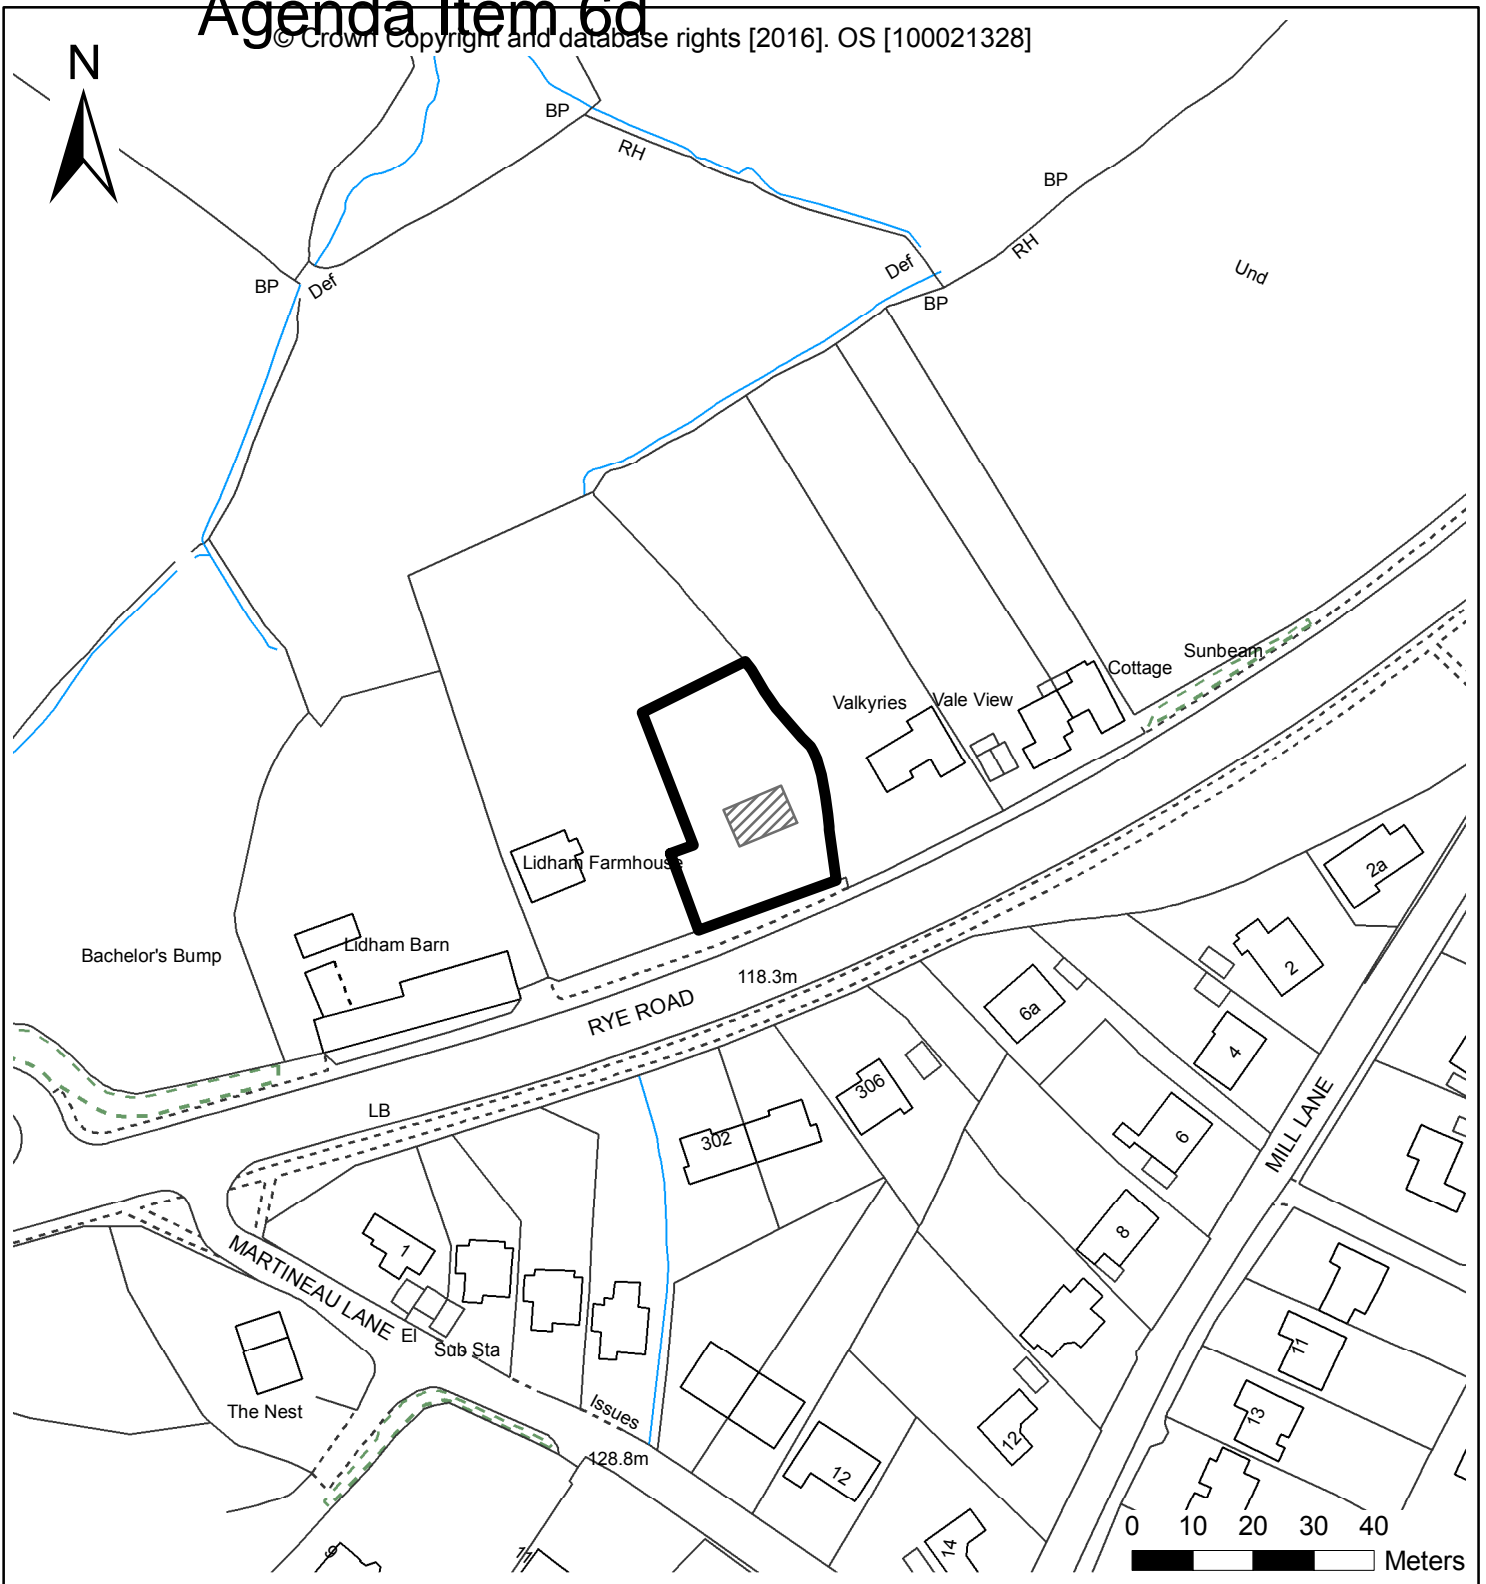 Agenda Item 6d
© Crown Copyright and database rights [2016]. OS [100021328]
N
BP
RH
BP
RH
Und
BP
Def
Def
BP
Sunbeam
Cottage
Valkyries
Vale View
Lidham Farmhouse
2a
Bachelor's Bump
Lidham Barn
118.3m
2
RYE ROAD
6a
4
306
LB
302
6
MILL LANE
8
1
MARTINEAU LANE
El
Sub Sta
11
The Nest
Issues
13
12
128.8m
12
14
9
11
0 10 20 30 40
Meters